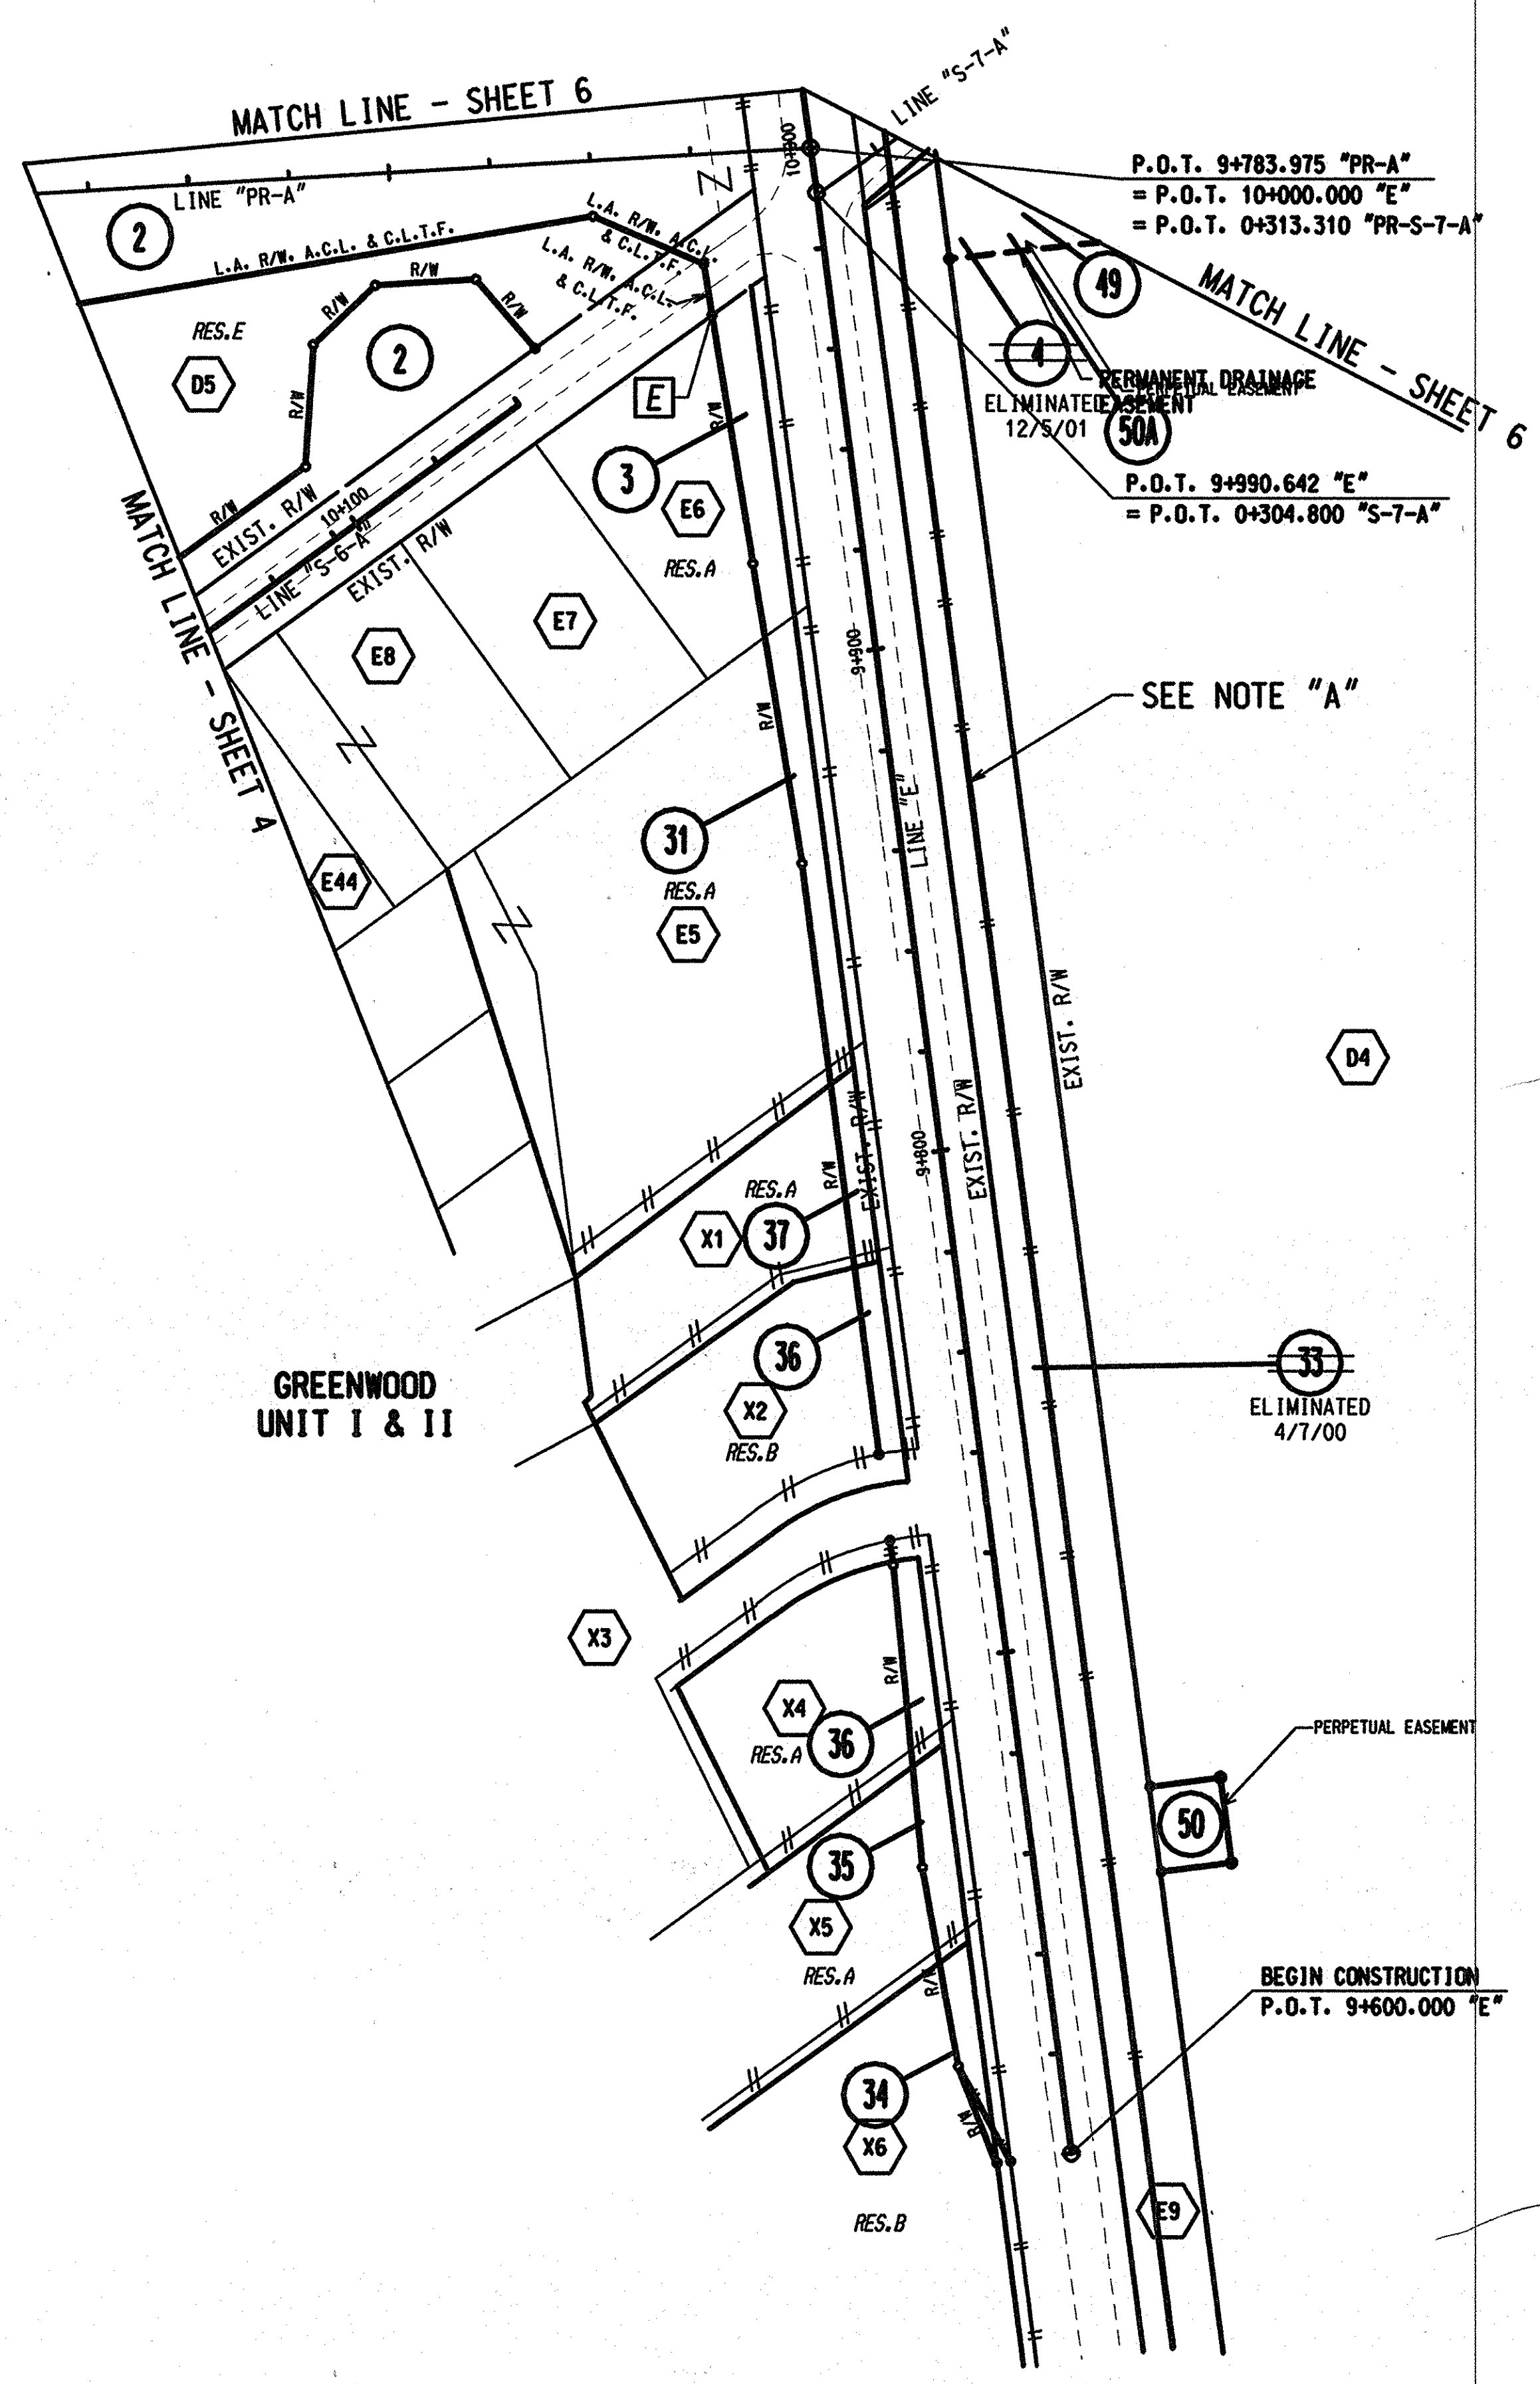 LINE "S-7-A"
MATCH LINE - SHEET 6
10+000
P.O.T. 9+783.975 "PR-A"
= P.O.T. 10+000.000 "E"
= P.O.T. 0+313.310 "PR-S-7-A"
LINE "PR-A"
2
L.A. R/W. A.C.L. & C.L.T.F.
L.A. R/W. A.C.L.
& C.L.T.F.
L.A. R/W. A.C.L.
& C.L.T.F.
MATCH LINE - SHEET 6
49
RES.E
D5
R/W
R/W
R/W
R/W
R/W
2
4
ELIMINATED
12/5/01
PERMANENT DRAINAGE
EASEMENT
PERPETUAL EASEMENT
50A
E
R/W
3
E6
RES.A
P.O.T. 9+990.642 "E"
= P.O.T. 0+304.800 "S-7-A"
MATCH LINE - SHEET 4
EXIST. R/W
10+100
LINE "S-6-A"
EXIST. R/W
E8
E7
9+900
SEE NOTE "A"
R/W
LINE "E"
31
RES.A
E5
E44
EXIST. R/W
D4
EXIST. R/W
EXIST. R/W
9+800
R/W
RES.A
X1
37
36
X2
RES.B
GREENWOOD
UNIT I & II
33
ELIMINATED
4/7/00
X3
R/W
X4
36
RES.A
PERPETUAL EASEMENT
50
35
X5
RES.A
R/W
BEGIN CONSTRUCTION
P.O.T. 9+600.000 "E"
34
R/W
X6
RES.B
E9